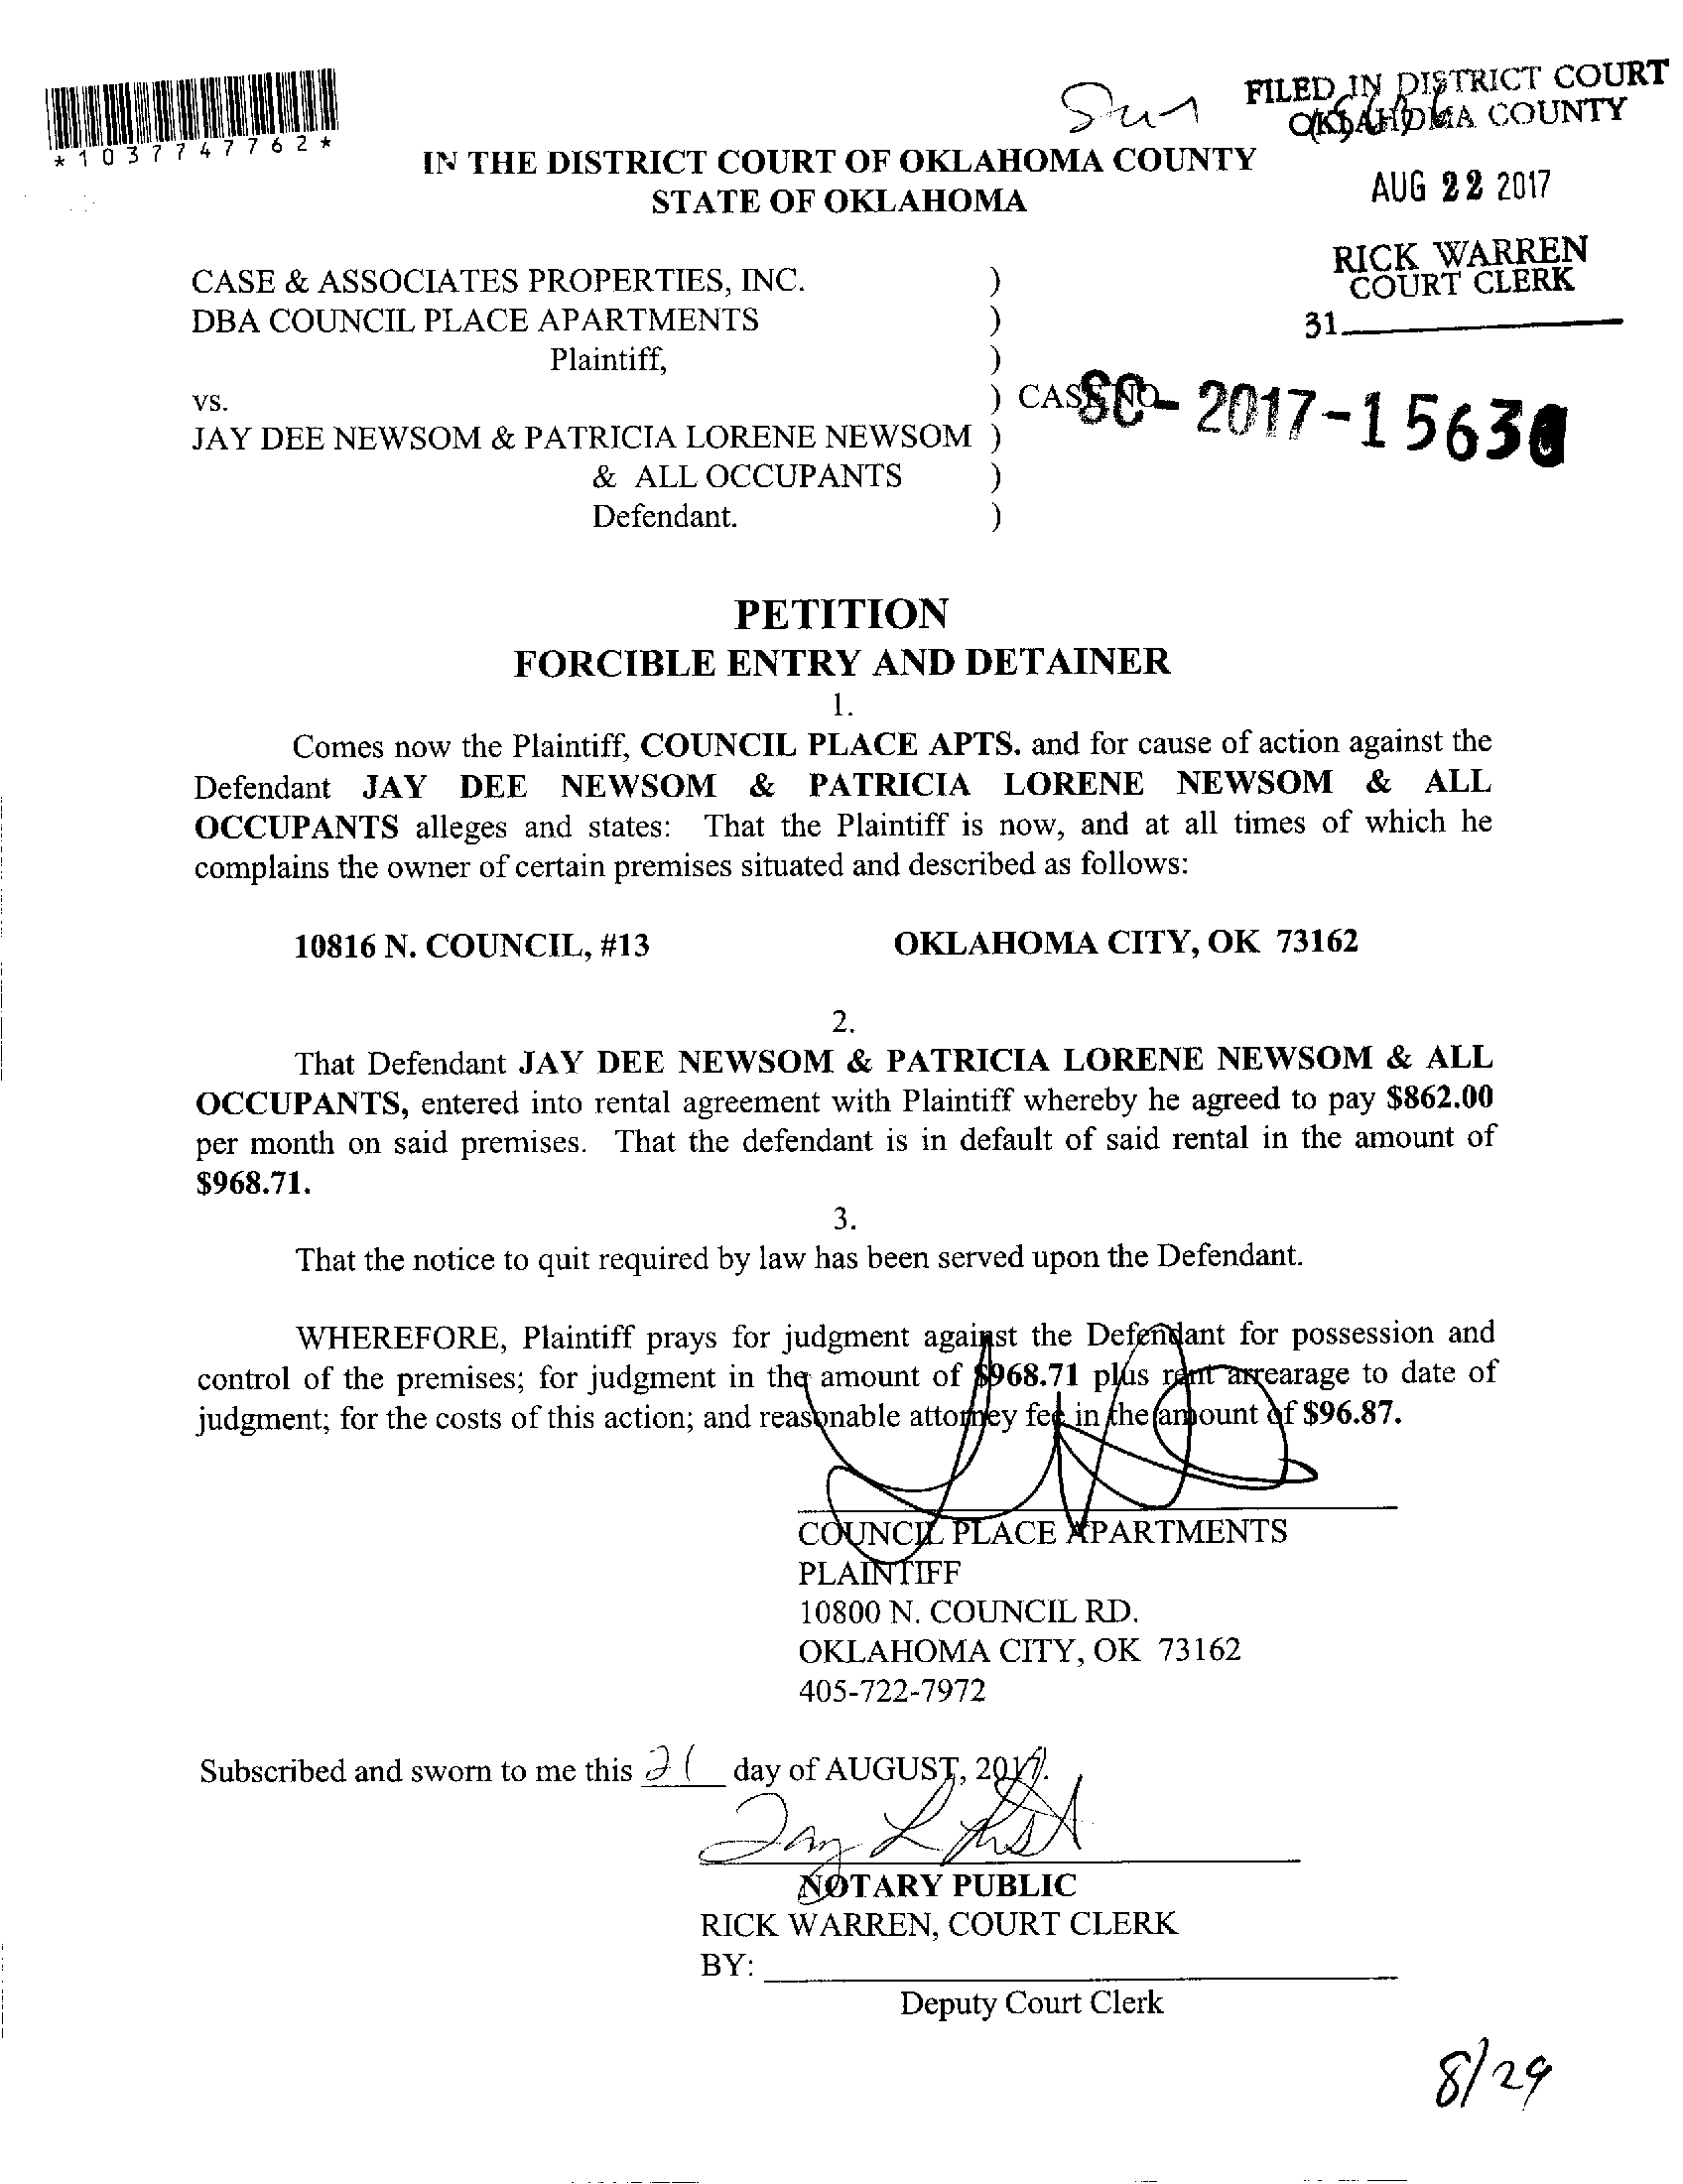 *1037747762*
FILED IN DISTRICT COURT
OKLAHOMA COUNTY
IN THE DISTRICT COURT OF OKLAHOMA COUNTY
STATE OF OKLAHOMA
AUG 22 2017
RICK WARREN
COURT CLERK
31
CASE & ASSOCIATES PROPERTIES, INC. )
DBA COUNCIL PLACE APARTMENTS )
Plaintiff, )
vs. ) CASE NO. SC-2017-1563
JAY DEE NEWSOM & PATRICIA LORENE NEWSOM )
& ALL OCCUPANTS )
Defendant. )
PETITION
FORCIBLE ENTRY AND DETAINER
1.
Comes now the Plaintiff, COUNCIL PLACE APTS. and for cause of action against the
Defendant JAY DEE NEWSOM & PATRICIA LORENE NEWSOM & ALL
OCCUPANTS alleges and states: That the Plaintiff is now, and at all times of which he
complains the owner of certain premises situated and described as follows:
10816 N. COUNCIL, #13 OKLAHOMA CITY, OK 73162
2.
That Defendant JAY DEE NEWSOM & PATRICIA LORENE NEWSOM & ALL
OCCUPANTS, entered into rental agreement with Plaintiff whereby he agreed to pay $862.00
per month on said premises. That the defendant is in default of said rental in the amount of
$968.71.
3.
That the notice to quit required by law has been served upon the Defendant.
WHEREFORE, Plaintiff prays for judgment against the Defendant for possession and
control of the premises; for judgment in the amount of $968.71 plus rent arrearage to date of
judgment; for the costs of this action; and reasonable attorney fee in the amount of $96.87.
COUNCIL PLACE APARTMENTS
PLAINTIFF
10800 N. COUNCIL RD.
OKLAHOMA CITY, OK 73162
405-722-7972
Subscribed and sworn to me this 21 day of AUGUST, 2017.
NOTARY PUBLIC
RICK WARREN, COURT CLERK
BY:
Deputy Court Clerk
8/29